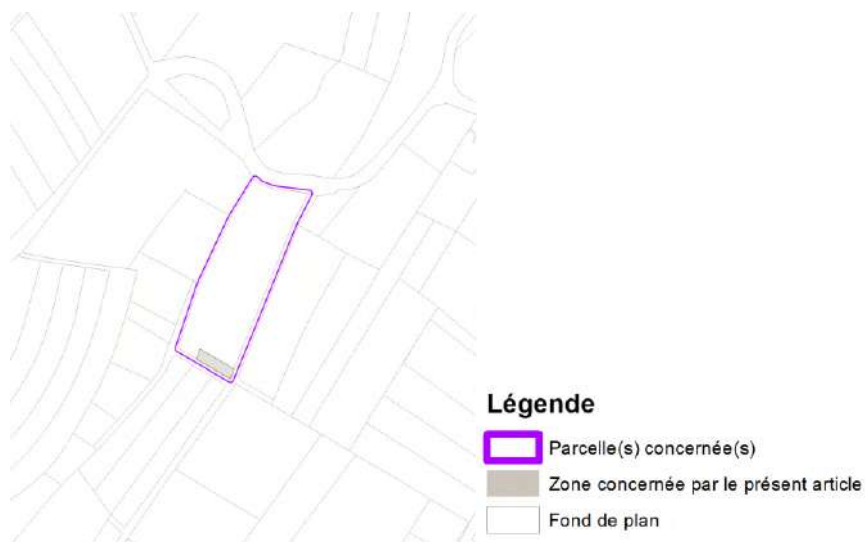 Légende
Parcelle(s) concernée(s)
Zone concernée par le présent article
Fond de plan